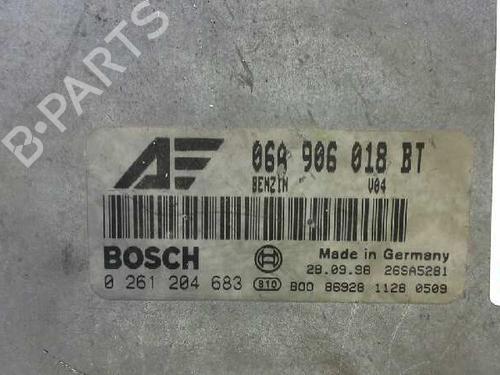 B·PARTS
06A 906 018 BT
BENZIN V04
BOSCH
Made in Germany
28.09.98 26SA5281
0 261 204 683 810 B00 86928 1128 0509